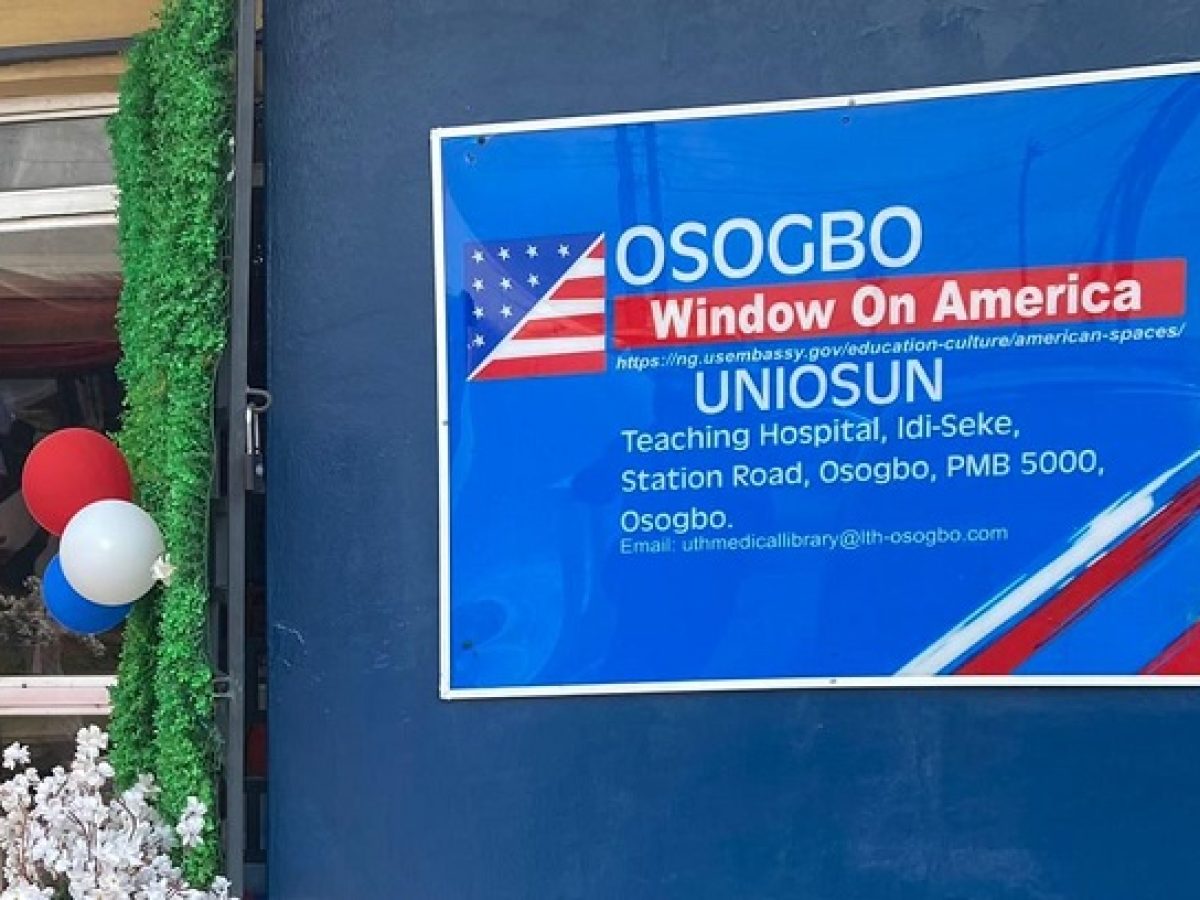 OSOGBO
Window On America
https://ng.usembassy.gov/education-culture/american-spaces/
UNIOSUN
Teaching Hospital, Idi-Seke,
Station Road, Osogbo, PMB 5000,
Osogbo.
Email: uthmedicallibrary@lth-osogbo.com